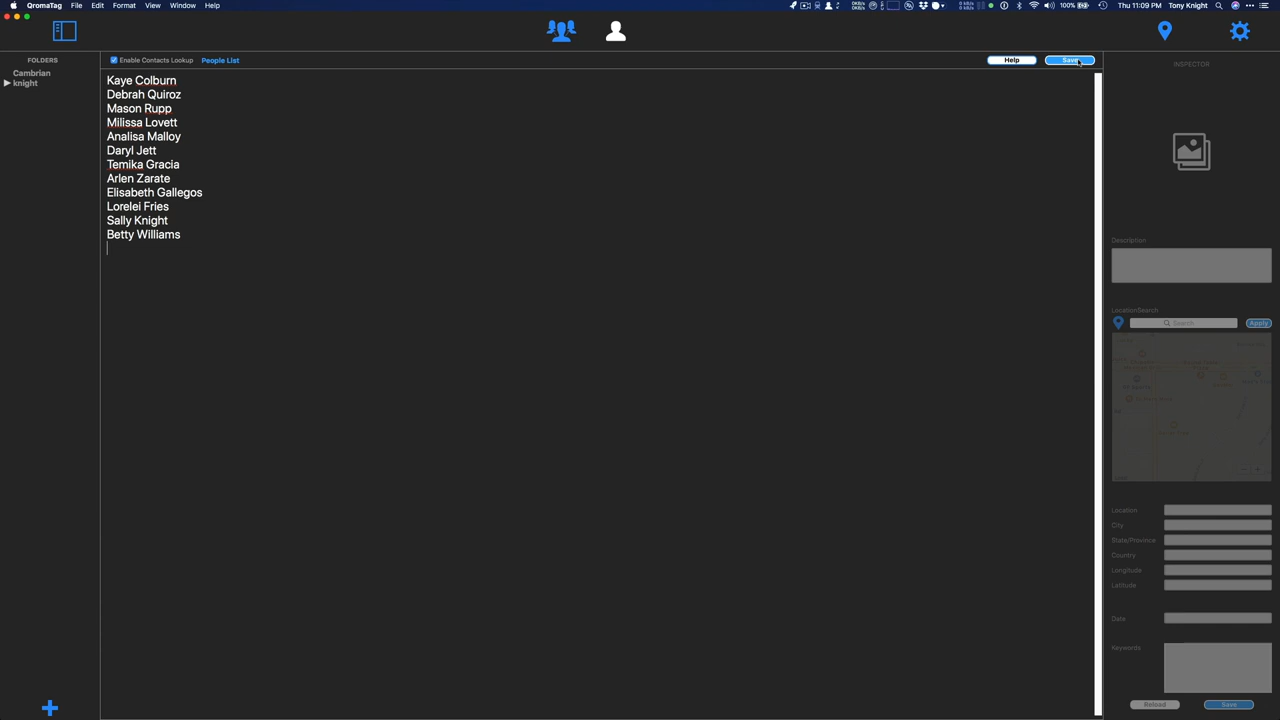 QromaTag File Edit Format View Window Help
100% Thu 11:09 PM Tony Knight
FOLDERS
Cambrian
knight
Enable Contacts Lookup People List Help Save
Kaye Colburn
Debrah Quiroz
Mason Rupp
Milissa Lovett
Analisa Malloy
Daryl Jett
Temika Gracia
Arlen Zarate
Elisabeth Gallegos
Lorelei Fries
Sally Knight
Betty Williams
INSPECTOR
Description
LocationSearch
Search Apply
Location
City
State/Province
Country
Longitude
Latitude
Date
Keywords
Reload Save